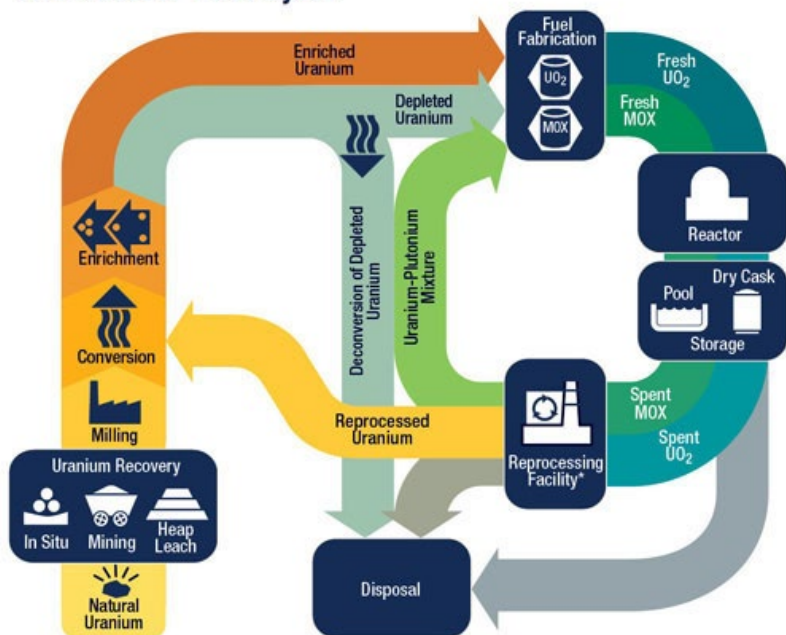 Enriched
Uranium
Depleted
Uranium
Fuel
Fabrication
UO₂
MOX
Fresh
UO₂
Fresh
MOX
Reactor
Dry Cask
Pool
Storage
Enrichment
Conversion
Milling
Deconversion of Depleted
Uranium
Uranium-Plutonium
Mixture
Reprocessed
Uranium
Reprocessing
Facility*
Spent
MOX
Spent
UO₂
Uranium Recovery
In Situ
Mining
Heap
Leach
Natural
Uranium
Disposal